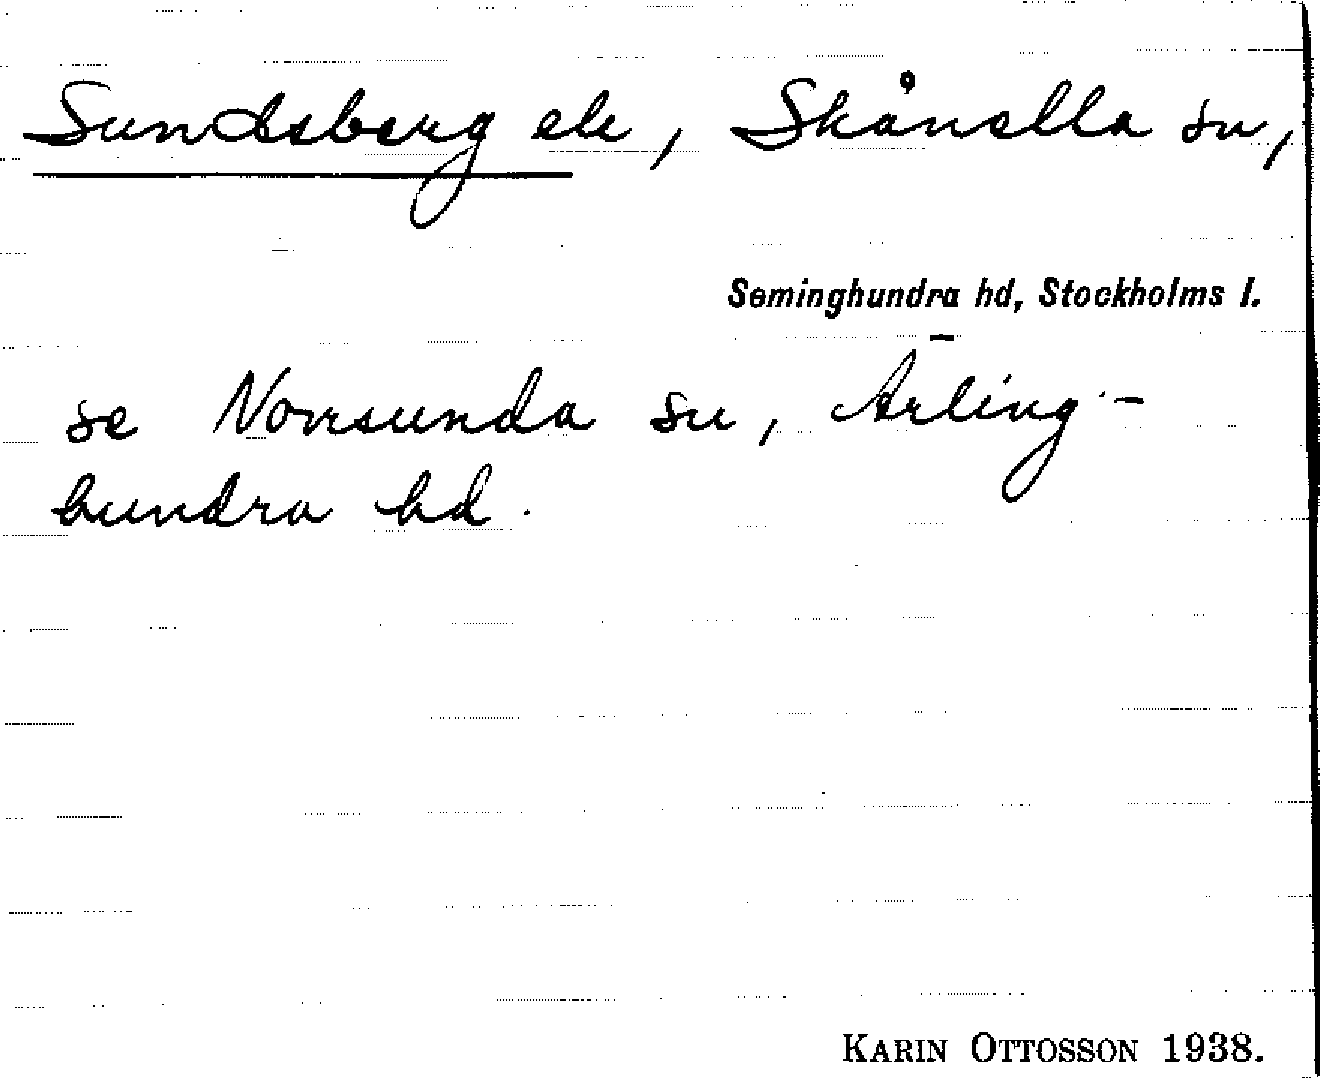 Sundsberg ele, Skånella sn,
Seminghundra hd, Stockholms l.
se Norrsunda sn, Ärling-
hundra hd.
KARIN OTTOSSON 1938.